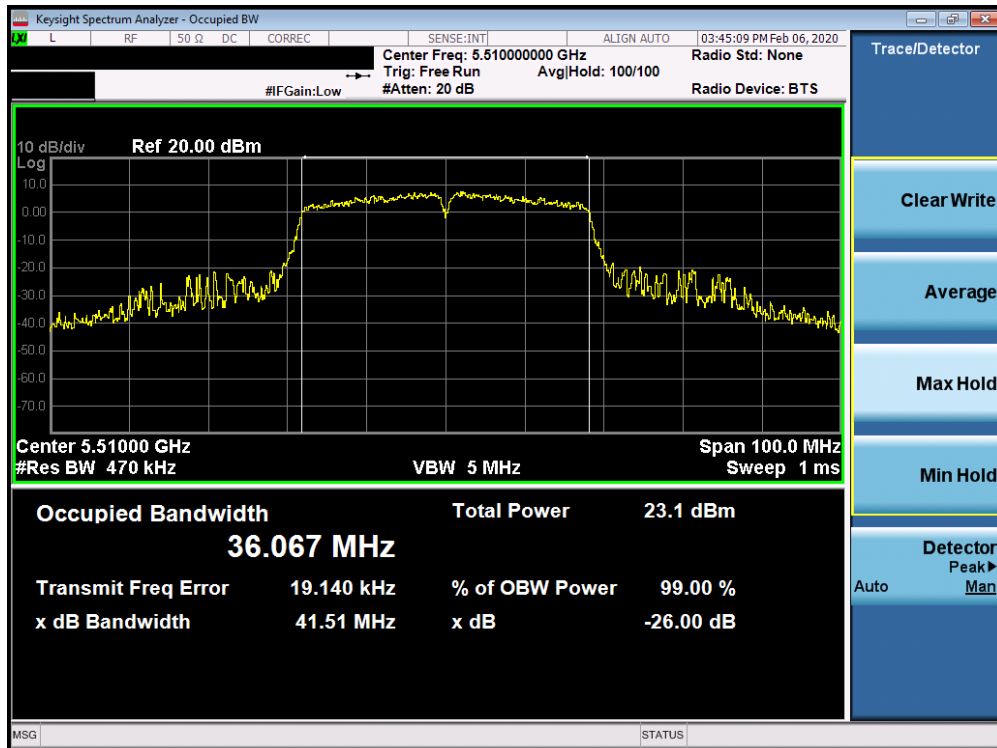 Keysight Spectrum Analyzer - Occupied BW
LXI L RF 50 Ω DC CORREC SENSE:INT ALIGN AUTO 03:45:09 PM Feb 06, 2020
Center Freq: 5.510000000 GHz Radio Std: None
Trig: Free Run Avg|Hold: 100/100
#IFGain:Low #Atten: 20 dB Radio Device: BTS
Trace/Detector
10 dB/div Ref 20.00 dBm
Log
10.0
0.00
-10.0
-20.0
-30.0
-40.0
-50.0
-60.0
-70.0
Center 5.51000 GHz Span 100.0 MHz
#Res BW 470 kHz VBW 5 MHz Sweep 1 ms
Occupied Bandwidth Total Power 23.1 dBm
36.067 MHz
Transmit Freq Error 19.140 kHz % of OBW Power 99.00 %
x dB Bandwidth 41.51 MHz x dB -26.00 dB
Clear Write
Average
Max Hold
Min Hold
Detector
Peak▶
Auto Man
MSG STATUS